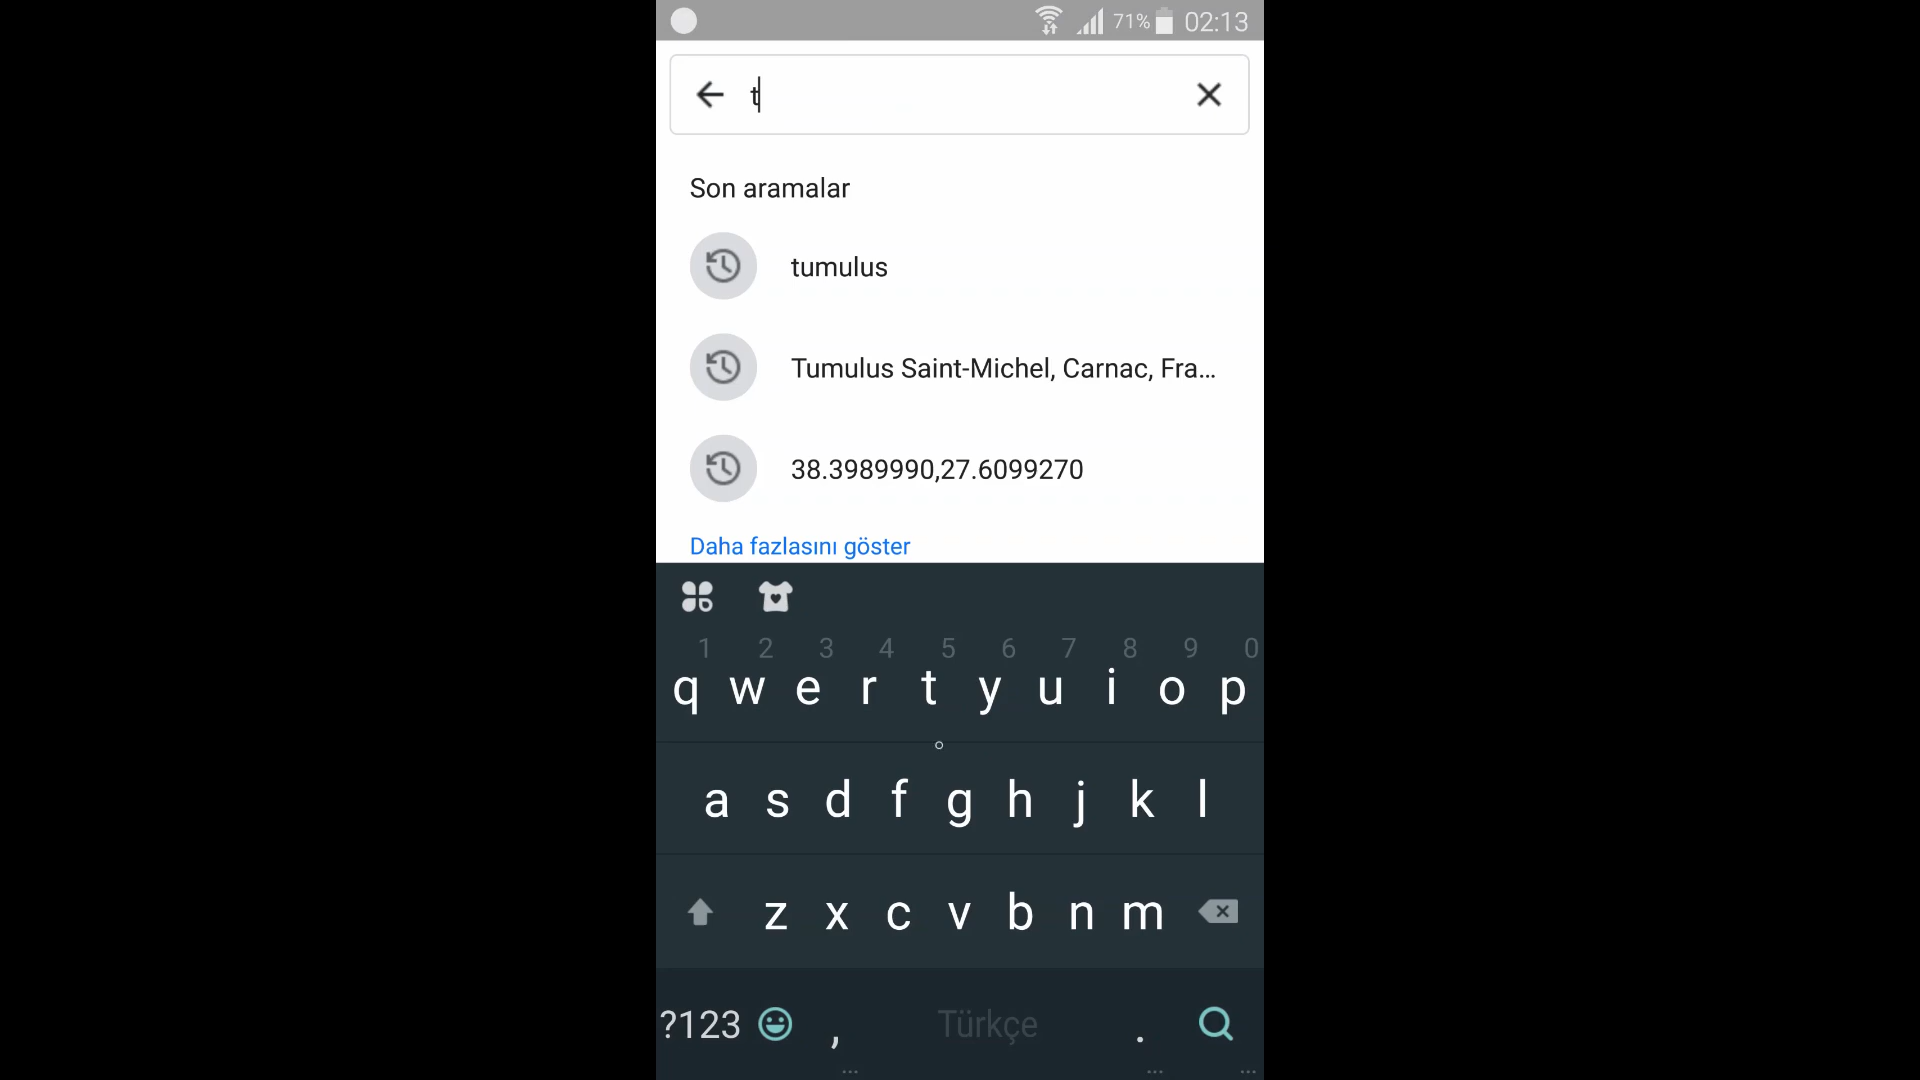 71% 02:13
t
Son aramalar
tumulus
Tumulus Saint-Michel, Carnac, Fra...
38.3989990,27.6099270
Daha fazlasını göster
1 2 3 4 5 6 7 8 9 0
q w e r t y u i o p
a s d f g h j k l
z x c v b n m
?123 , Türkçe .